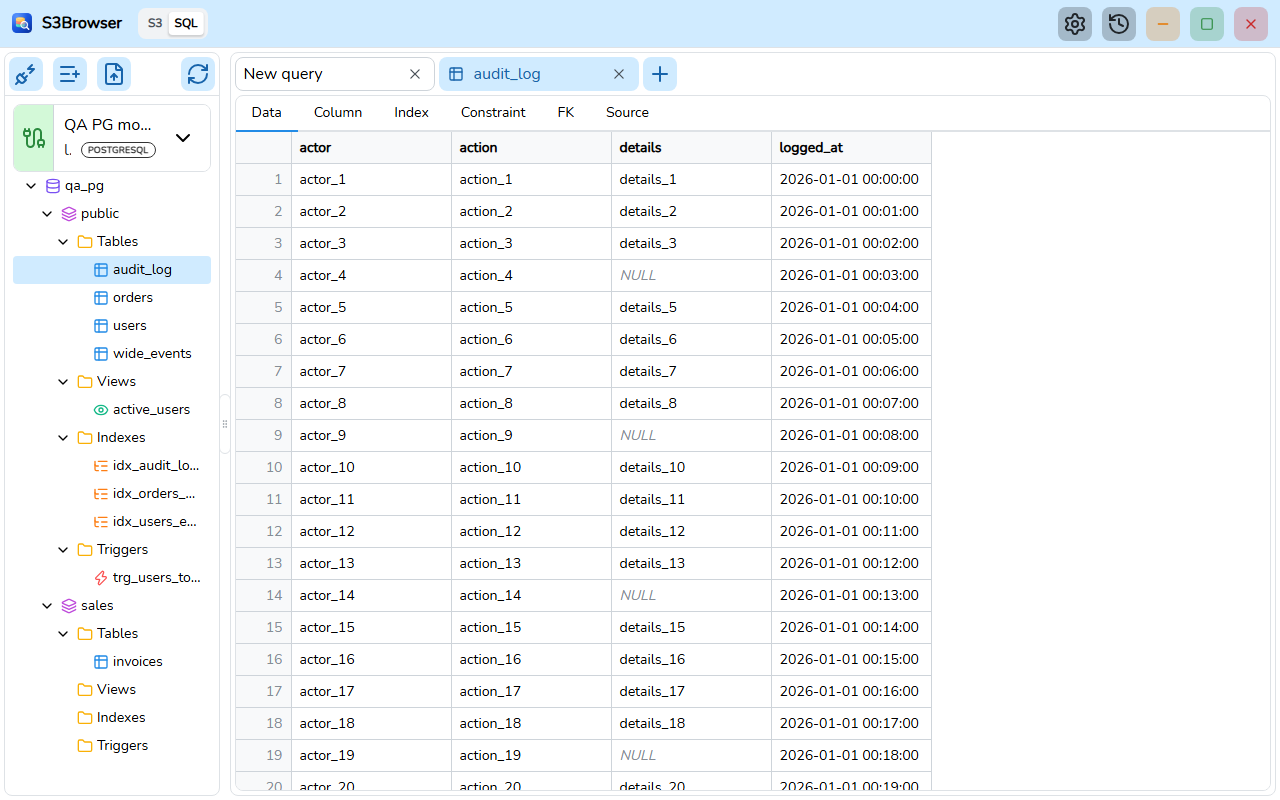 S3Browser S3 SQL
New query audit_log
QA PG mo...
l. POSTGRESQL
qa_pg
public
Tables
audit_log
orders
users
wide_events
Views
active_users
Indexes
idx_audit_lo...
idx_orders_...
idx_users_e...
Triggers
trg_users_to...
sales
Tables
invoices
Views
Indexes
Triggers
Data Column Index Constraint FK Source
actor action details logged_at
1 actor_1 action_1 details_1 2026-01-01 00:00:00
2 actor_2 action_2 details_2 2026-01-01 00:01:00
3 actor_3 action_3 details_3 2026-01-01 00:02:00
4 actor_4 action_4 NULL 2026-01-01 00:03:00
5 actor_5 action_5 details_5 2026-01-01 00:04:00
6 actor_6 action_6 details_6 2026-01-01 00:05:00
7 actor_7 action_7 details_7 2026-01-01 00:06:00
8 actor_8 action_8 details_8 2026-01-01 00:07:00
9 actor_9 action_9 NULL 2026-01-01 00:08:00
10 actor_10 action_10 details_10 2026-01-01 00:09:00
11 actor_11 action_11 details_11 2026-01-01 00:10:00
12 actor_12 action_12 details_12 2026-01-01 00:11:00
13 actor_13 action_13 details_13 2026-01-01 00:12:00
14 actor_14 action_14 NULL 2026-01-01 00:13:00
15 actor_15 action_15 details_15 2026-01-01 00:14:00
16 actor_16 action_16 details_16 2026-01-01 00:15:00
17 actor_17 action_17 details_17 2026-01-01 00:16:00
18 actor_18 action_18 details_18 2026-01-01 00:17:00
19 actor_19 action_19 NULL 2026-01-01 00:18:00
20 actor_20 action_20 details_20 2026-01-01 00:19:00